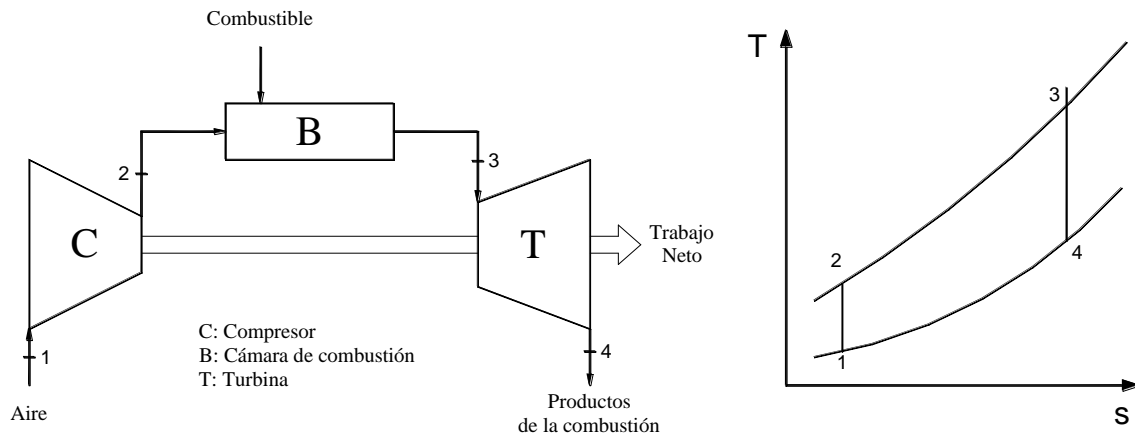 Combustible
B
2
3
C
T
Trabajo
Neto
1
4
C: Compresor
B: Cámara de combustión
T: Turbina
Aire
Productos
de la combustión
T
3
2
4
1
s